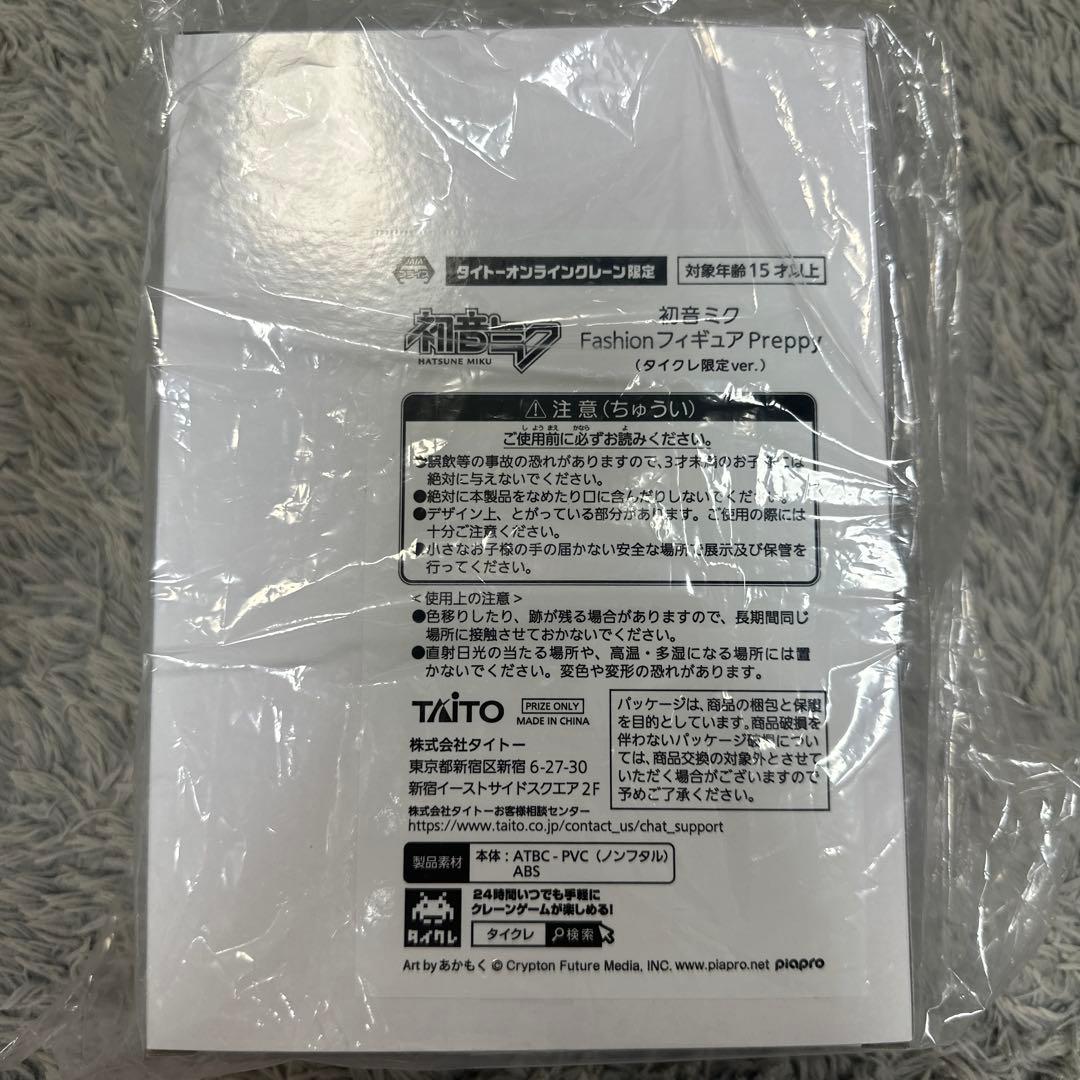 タイトーオンラインクレーン限定
対象年齢15才以上
初音ミク
HATSUNE MIKU
初音ミク
Fashionフィギュア Preppy
(タイクレ限定ver.)
⚠注意(ちゅうい)
ご使用前に必ずお読みください。
誤飲等の事故の恐れがありますので、3才未満のお子様には
絶対に与えないでください。
●絶対に本製品をなめたり口に含んだりしないでください。
●デザイン上、とがっている部分があります。ご使用の際には
十分ご注意ください。
●小さなお子様の手の届かない安全な場所で展示及び保管を
行ってください。
<使用上の注意>
●色移りしたり、跡が残る場合がありますので、長期間同じ
場所に接触させておかないでください。
●直射日光の当たる場所や、高温・多湿になる場所には置
かないでください。変色や変形の恐れがあります。
TAITO
PRIZE ONLY
MADE IN CHINA
株式会社タイトー
東京都新宿区新宿 6-27-30
新宿イーストサイドスクエア 2F
株式会社タイトーお客様相談センター
https://www.taito.co.jp/contact_us/chat_support
パッケージは、商品の梱包と保護
を目的としています。商品破損を
伴わないパッケージ破損につい
ては、商品交換の対象外とさせて
いただく場合がございますので
予めご了承ください。
製品素材
本体：ATBC-PVC（ノンフタル）
ABS
タイクレ
24時間いつでも手軽に
クレーンゲームが楽しめる!
タイクレ 検索
Art by あかもく © Crypton Future Media, INC. www.piapro.net piapro